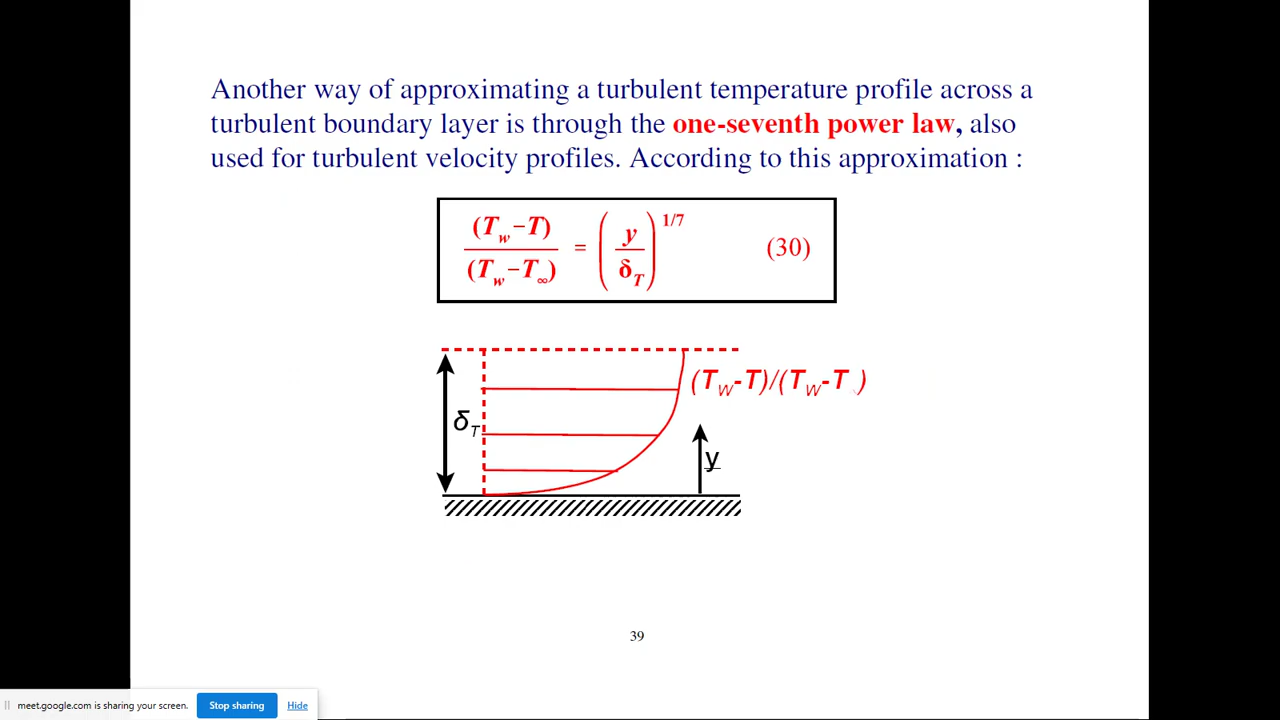 Another way of approximating a turbulent temperature profile across a
turbulent boundary layer is through the one-seventh power law, also
used for turbulent velocity profiles. According to this approximation :
(T_w−T) / (T_w−T_∞) = (y / δ_T)^1/7 (30)
(T_W-T)/(T_W-T )
δ_T
y
39
meet.google.com is sharing your screen. Stop sharing Hide